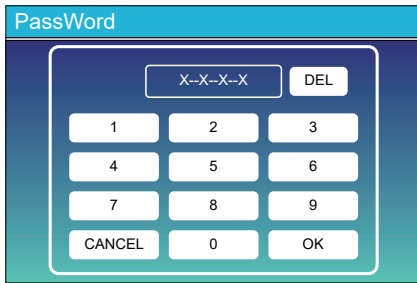 PassWord
X--X--X--X DEL
1 2 3
4 5 6
7 8 9
CANCEL 0 OK